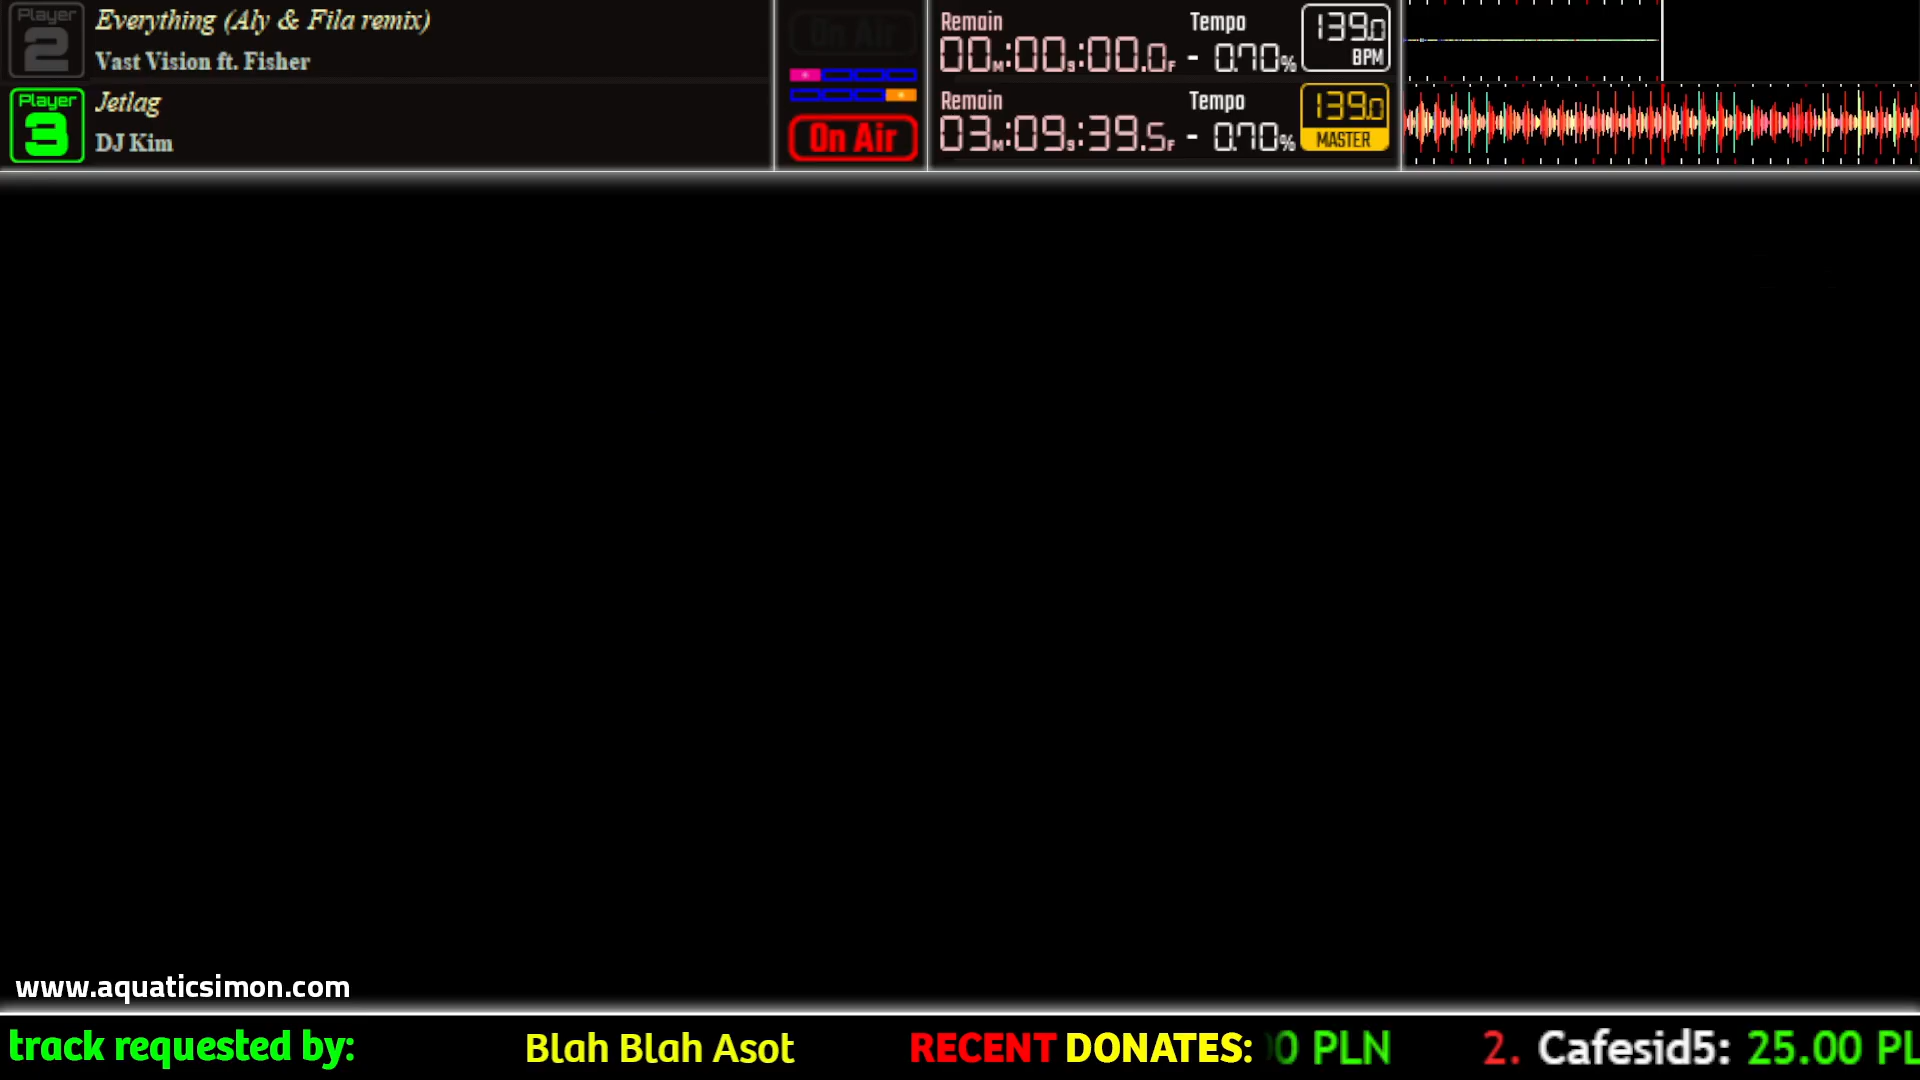 Player 2
Everything (Aly & Fila remix)
Vast Vision ft. Fisher
On Air
Remain
00M:00S:00.0F
Tempo
- 0.70%
139.0
BPM
Player 3
Jetlag
DJ Kim
On Air
Remain
03M:09S:39.5F
Tempo
- 0.70%
139.0
MASTER
www.aquaticsimon.com
track requested by: Blah Blah Asot RECENT DONATES: 0 PLN 2. Cafesid5: 25.00 PL